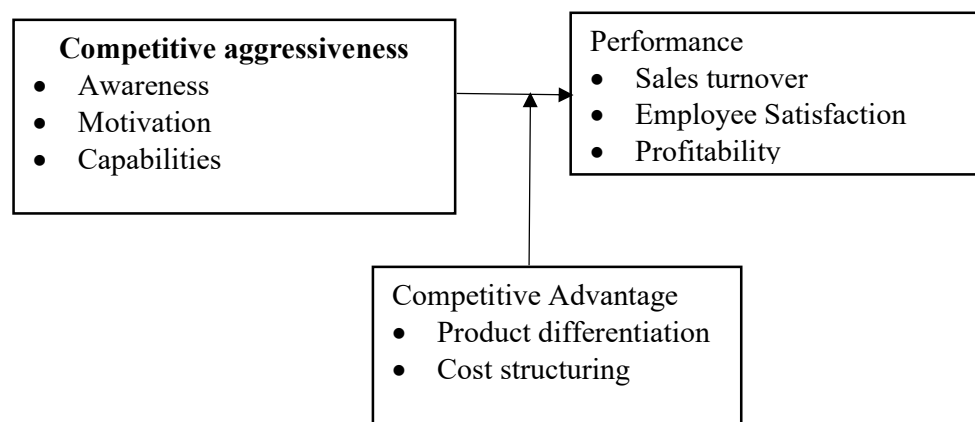 Competitive aggressiveness
• Awareness
• Motivation
• Capabilities
Performance
• Sales turnover
• Employee Satisfaction
• Profitability
Competitive Advantage
• Product differentiation
• Cost structuring